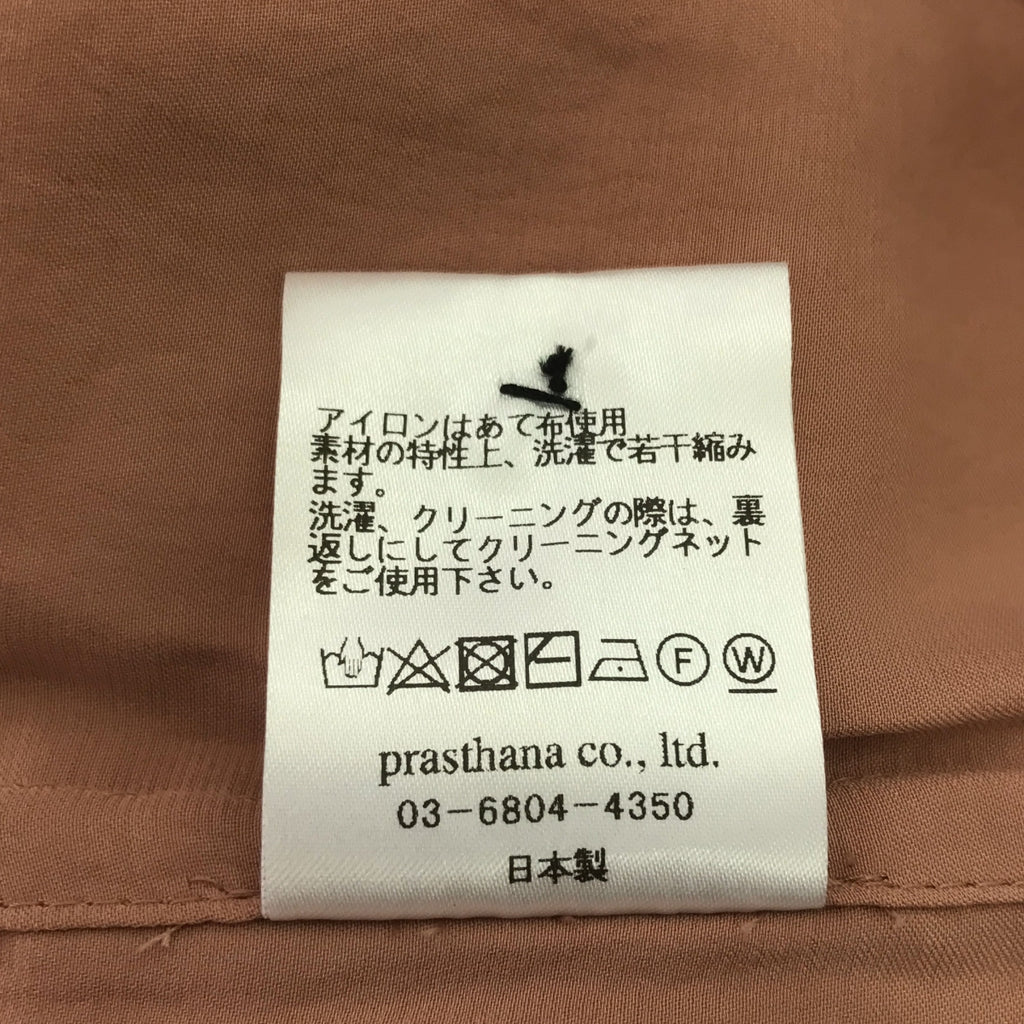 アイロンはあて布使用
素材の特性上、洗濯で若干縮み
ます。
洗濯、クリーニングの際は、裏
返しにしてクリーニングネット
をご使用下さい。
F W
prasthana co., ltd.
03-6804-4350
日本製